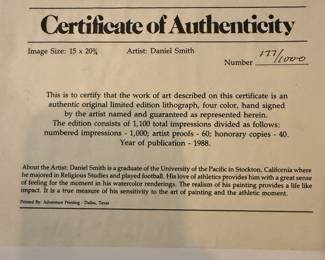 Certificate of Authenticity
Image Size: 15 x 20¾ Artist: Daniel Smith
Number 177/1000
This is to certify that the work of art described on this certificate is an
authentic original limited edition lithograph, four color, hand signed
by the artist named and guaranteed as represented herein.
The edition consists of 1,100 total impressions divided as follows:
numbered impressions - 1,000; artist proofs - 60; honorary copies - 40.
Year of publication - 1988.
About the Artist: Daniel Smith is a graduate of the University of the Pacific in Stockton, California where
he majored in Religious Studies and played football. His love of athletics provides him with a great sense
of feeling for the moment in his watercolor renderings. The realism of his painting provides a life like
impact. It is a true measure of his sensitivity to the art of painting and the athletic moment.
Printed By: Adventure Printing - Dallas, Texas